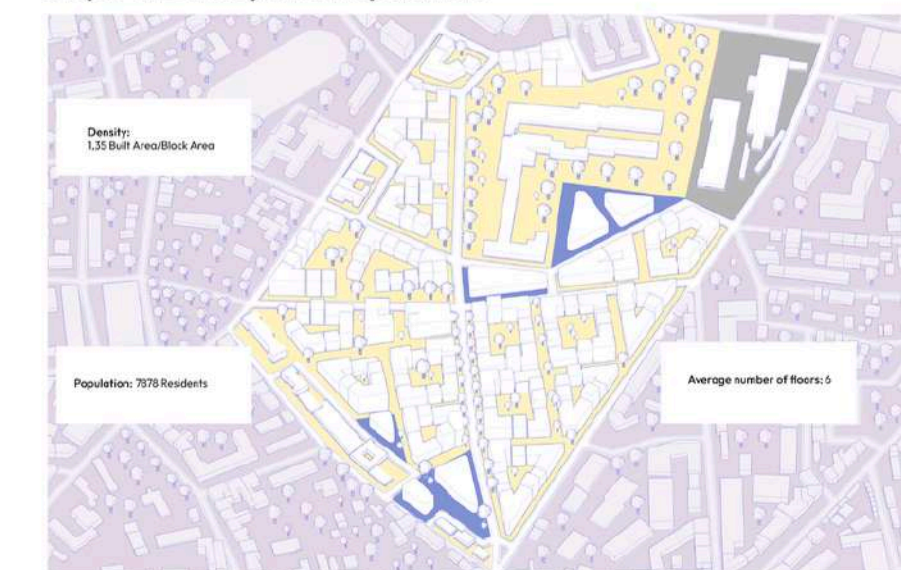 Density:
1,35 Built Area/Block Area
Population: 7878 Residents
Average number of floors: 6